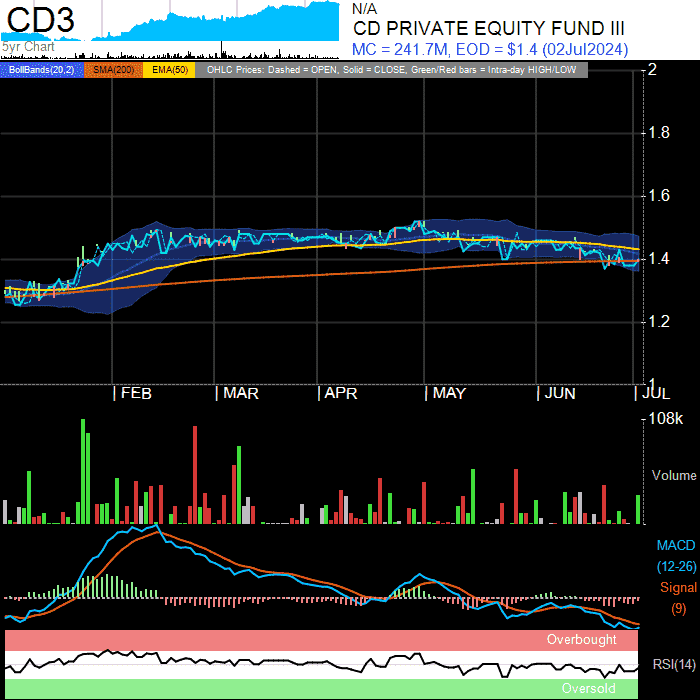 CD3
N/A
CD PRIVATE EQUITY FUND III
5yr Chart
MC = 241.7M, EOD = $1.4 (02Jul2024)
BollBands(20,2) SMA(200) EMA(50) OHLC Prices: Dashed = OPEN, Solid = CLOSE, Green/Red bars = Intra-day HIGH/LOW
2
1.8
1.6
1.4
1.2
1
FEB MAR APR MAY JUN JUL
108k
Volume
MACD
(12-26)
Signal
(9)
Overbought
RSI(14)
Oversold